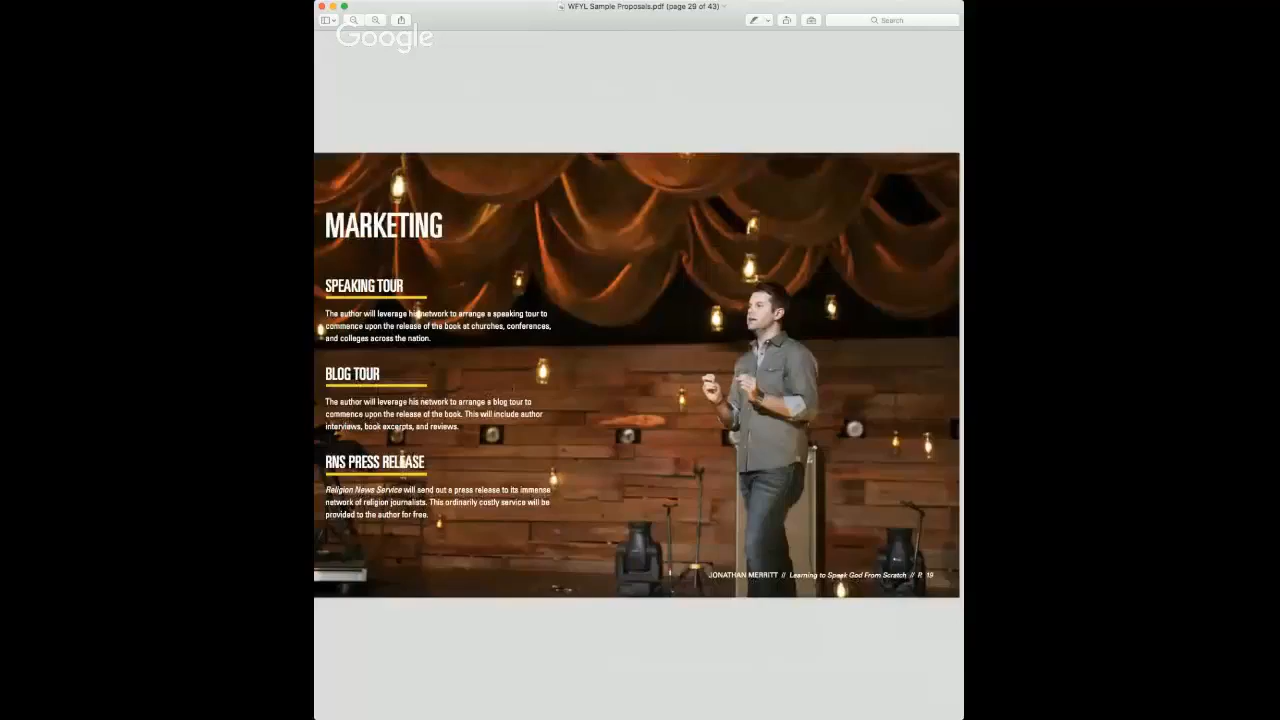 WFYL Sample Proposals.pdf (page 29 of 43)
Search
Google
MARKETING
SPEAKING TOUR
The author will leverage his network to arrange a speaking tour to
commence upon the release of the book at churches, conferences,
and colleges across the nation.
BLOG TOUR
The author will leverage his network to arrange a blog tour to
commence upon the release of the book. This will include author
interviews, book excerpts, and reviews.
RNS PRESS RELEASE
Religion News Service will send out a press release to its immense
network of religion journalists. This ordinarily costly service will be
provided to the author for free.
JONATHAN MERRITT // Learning to Speak God From Scratch // P. 19